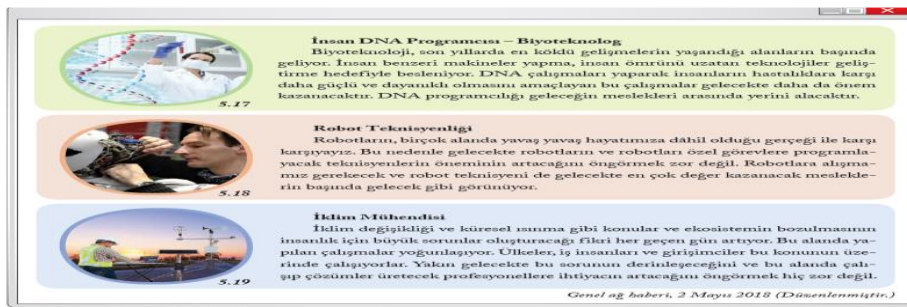 İnsan DNA Programcısı – Biyoteknolog
Biyoteknoloji, son yıllarda en köklü gelişmelerin yaşandığı alanların başında
geliyor. İnsan benzeri makineler yapma, insan ömrünü uzatan teknolojiler geliş-
tirme hedefiyle besleniyor. DNA çalışmaları yaparak insanların hastalıklara karşı
daha güçlü ve dayanıklı olmasını amaçlayan bu çalışmalar gelecekte daha da önem
kazanacaktır. DNA programcılığı geleceğin meslekleri arasında yerini alacaktır.
5.17
Robot Teknisyenliği
Robotların, birçok alanda yavaş yavaş hayatımıza dâhil olduğu gerçeği ile karşı
karşıyayız. Bu nedenle gelecekte robotların ve robotları özel görevlere programla-
yacak teknisyenlerin öneminin artacağını öngörmek zor değil. Robotlara alışma-
mız gerekecek ve robot teknisyeni de gelecekte en çok değer kazanacak meslekle-
rin başında gelecek gibi görünüyor.
5.18
İklim Mühendisi
İklim değişikliği ve küresel ısınma gibi konular ve ekosistemin bozulmasının
insanlık için büyük sorunlar oluşturacağı fikri her geçen gün artıyor. Bu alanda ya-
pılan çalışmalar yoğunlaşıyor. Ülkeler, iş insanları ve girişimciler bu konunun üze-
rinde çalışıyorlar. Yakın gelecekte bu sorunun derinleşeceğini ve bu alanda çalı-
şıp çözümler üretecek profesyonellere ihtiyacın artacağını öngörmek hiç zor değil.
5.19
Genel ağ haberi, 2 Mayıs 2018 (Düzenlenmiştir.)